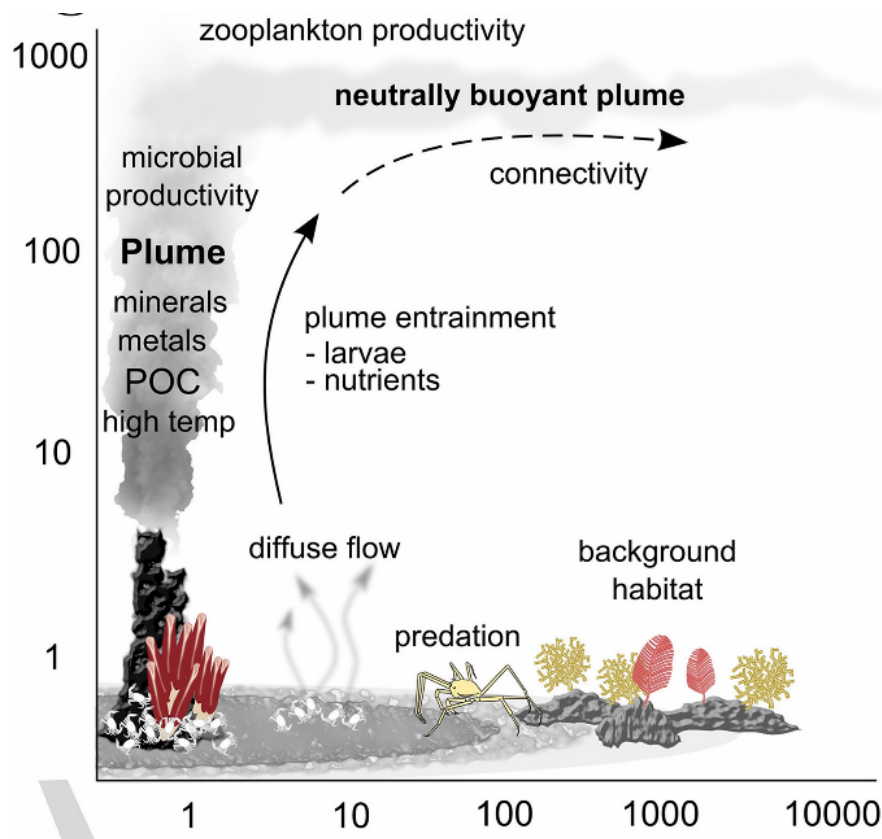 zooplankton productivity
1000
neutrally buoyant plume
microbial
productivity
connectivity
100
Plume
minerals
metals
POC
high temp
plume entrainment
- larvae
- nutrients
10
diffuse flow
background
habitat
predation
1
1 10 100 1000 10000